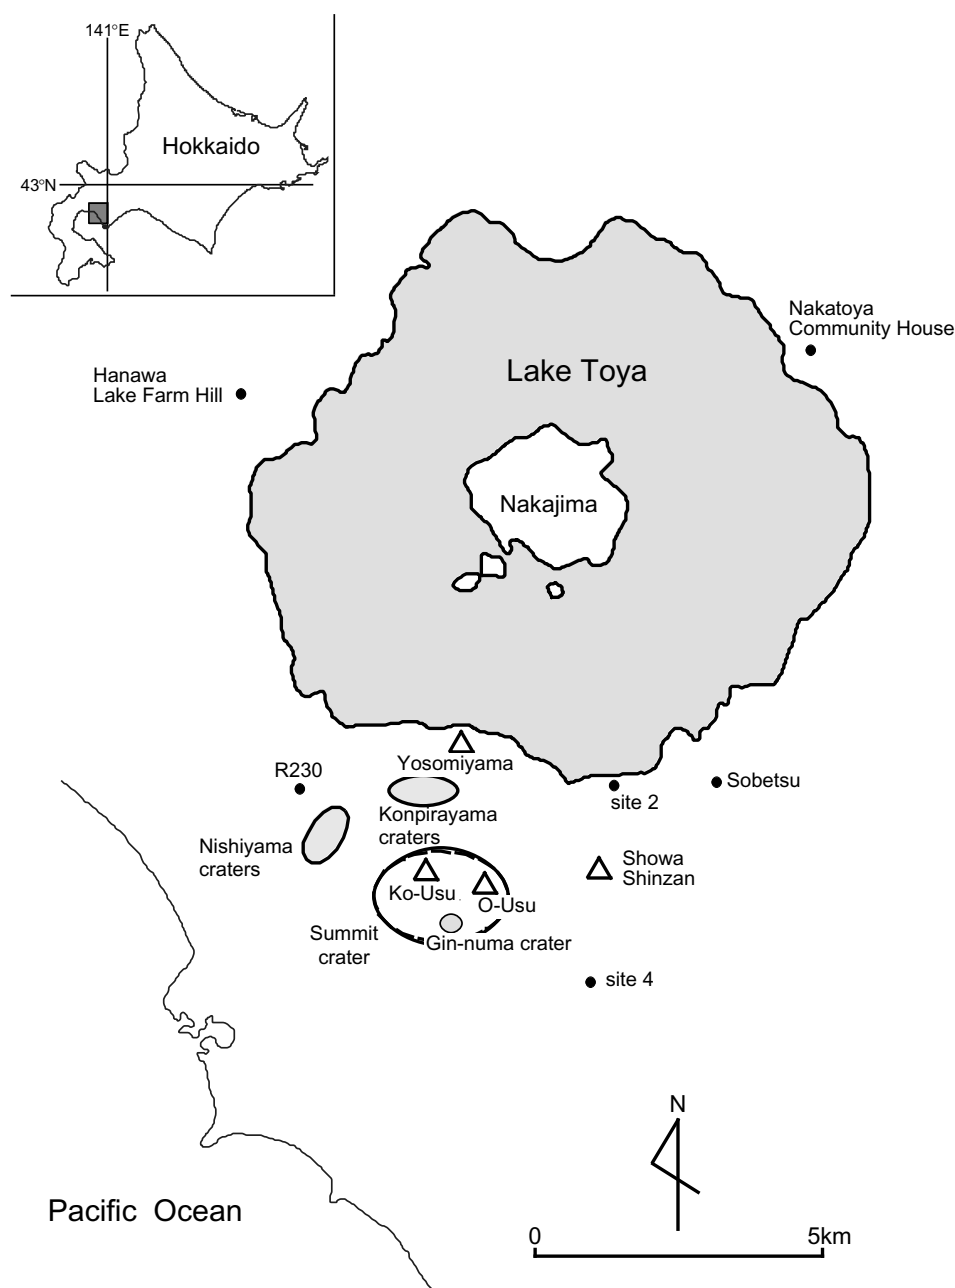 141°E
Hokkaido
43°N
Nakatoya
Community House
Lake Toya
Hanawa
Lake Farm Hill
Nakajima
Yosomiyama
R230
Sobetsu
site 2
Konpirayama
craters
Nishiyama
craters
Showa
Shinzan
Ko-Usu
O-Usu
Summit
crater
Gin-numa crater
site 4
N
Pacific Ocean
0
5km